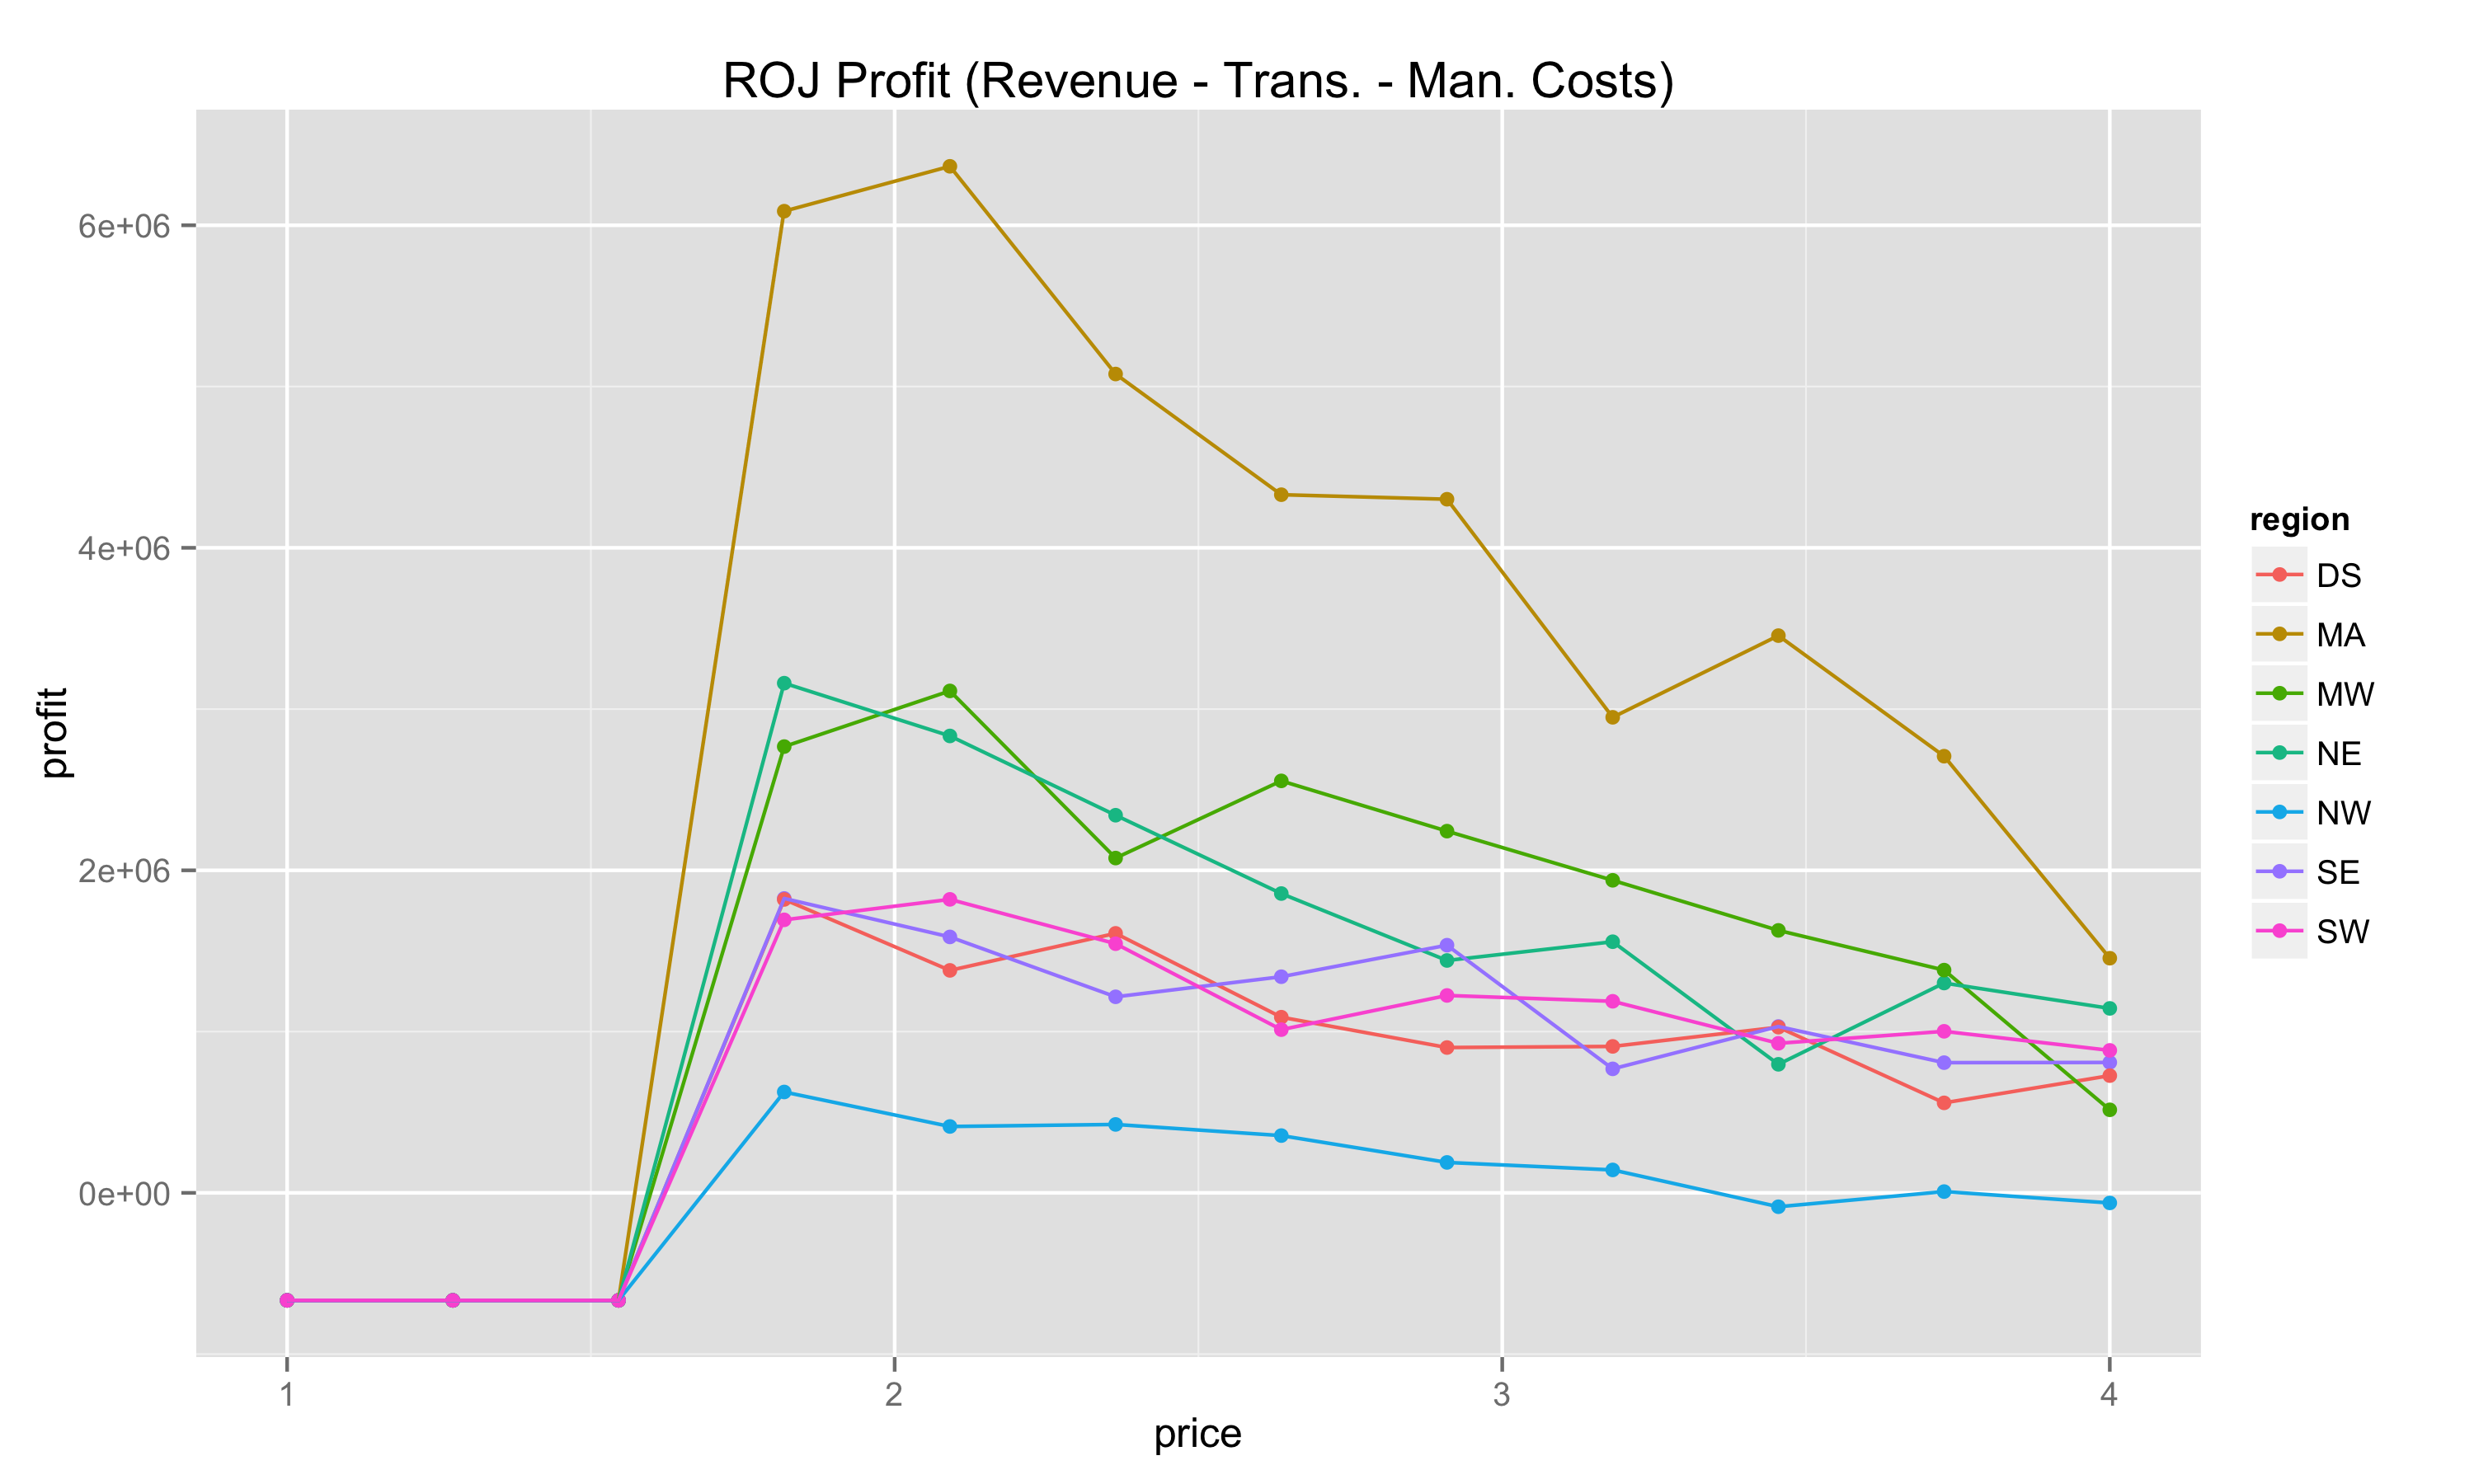 ROJ Profit (Revenue - Trans. - Man. Costs)
6e+06
4e+06
2e+06
0e+00
profit
1 2 3 4
price
region
DS
MA
MW
NE
NW
SE
SW